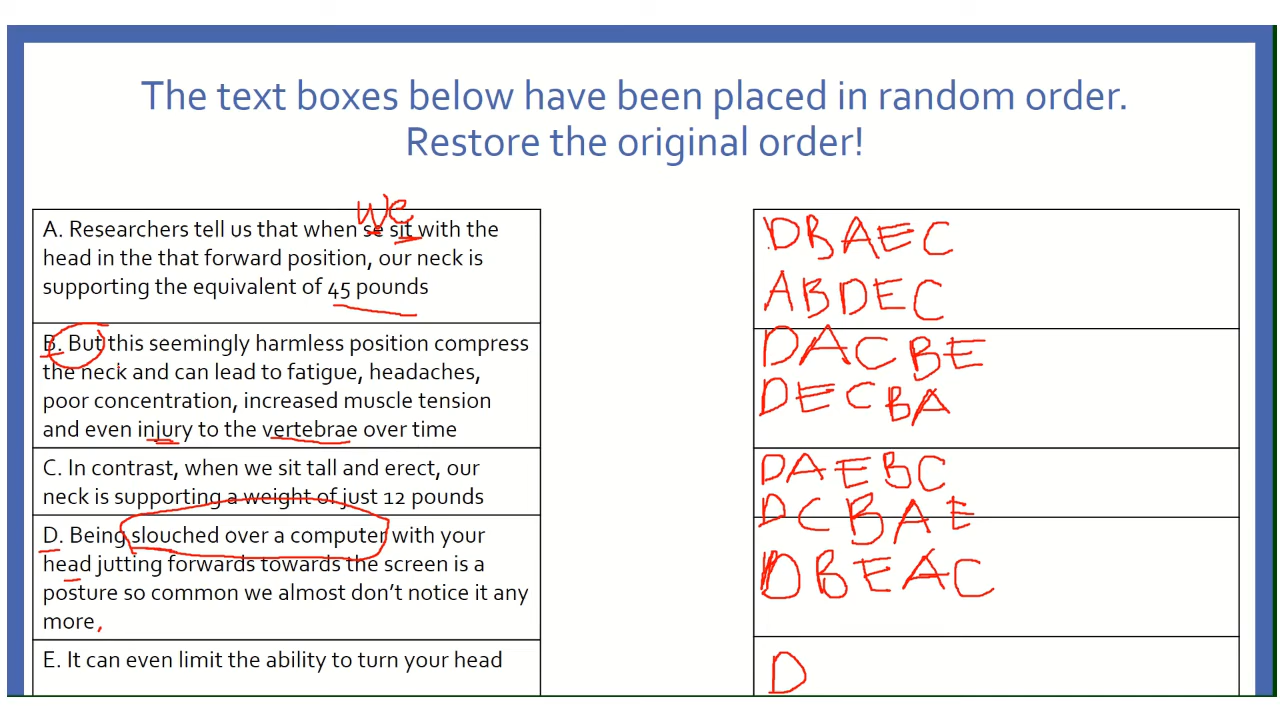 The text boxes below have been placed in random order.
Restore the original order!
we
A. Researchers tell us that when se sit with the
head in the that forward position, our neck is
supporting the equivalent of 45 pounds
B. But this seemingly harmless position compress
the neck and can lead to fatigue, headaches,
poor concentration, increased muscle tension
and even injury to the vertebrae over time
C. In contrast, when we sit tall and erect, our
neck is supporting a weight of just 12 pounds
D. Being slouched over a computer with your
head jutting forwards towards the screen is a
posture so common we almost don't notice it any
more,
E. It can even limit the ability to turn your head
DBAEC
ABDEC
DACBE
DECBA
DAEBC
DCBAE
DBEAC
D